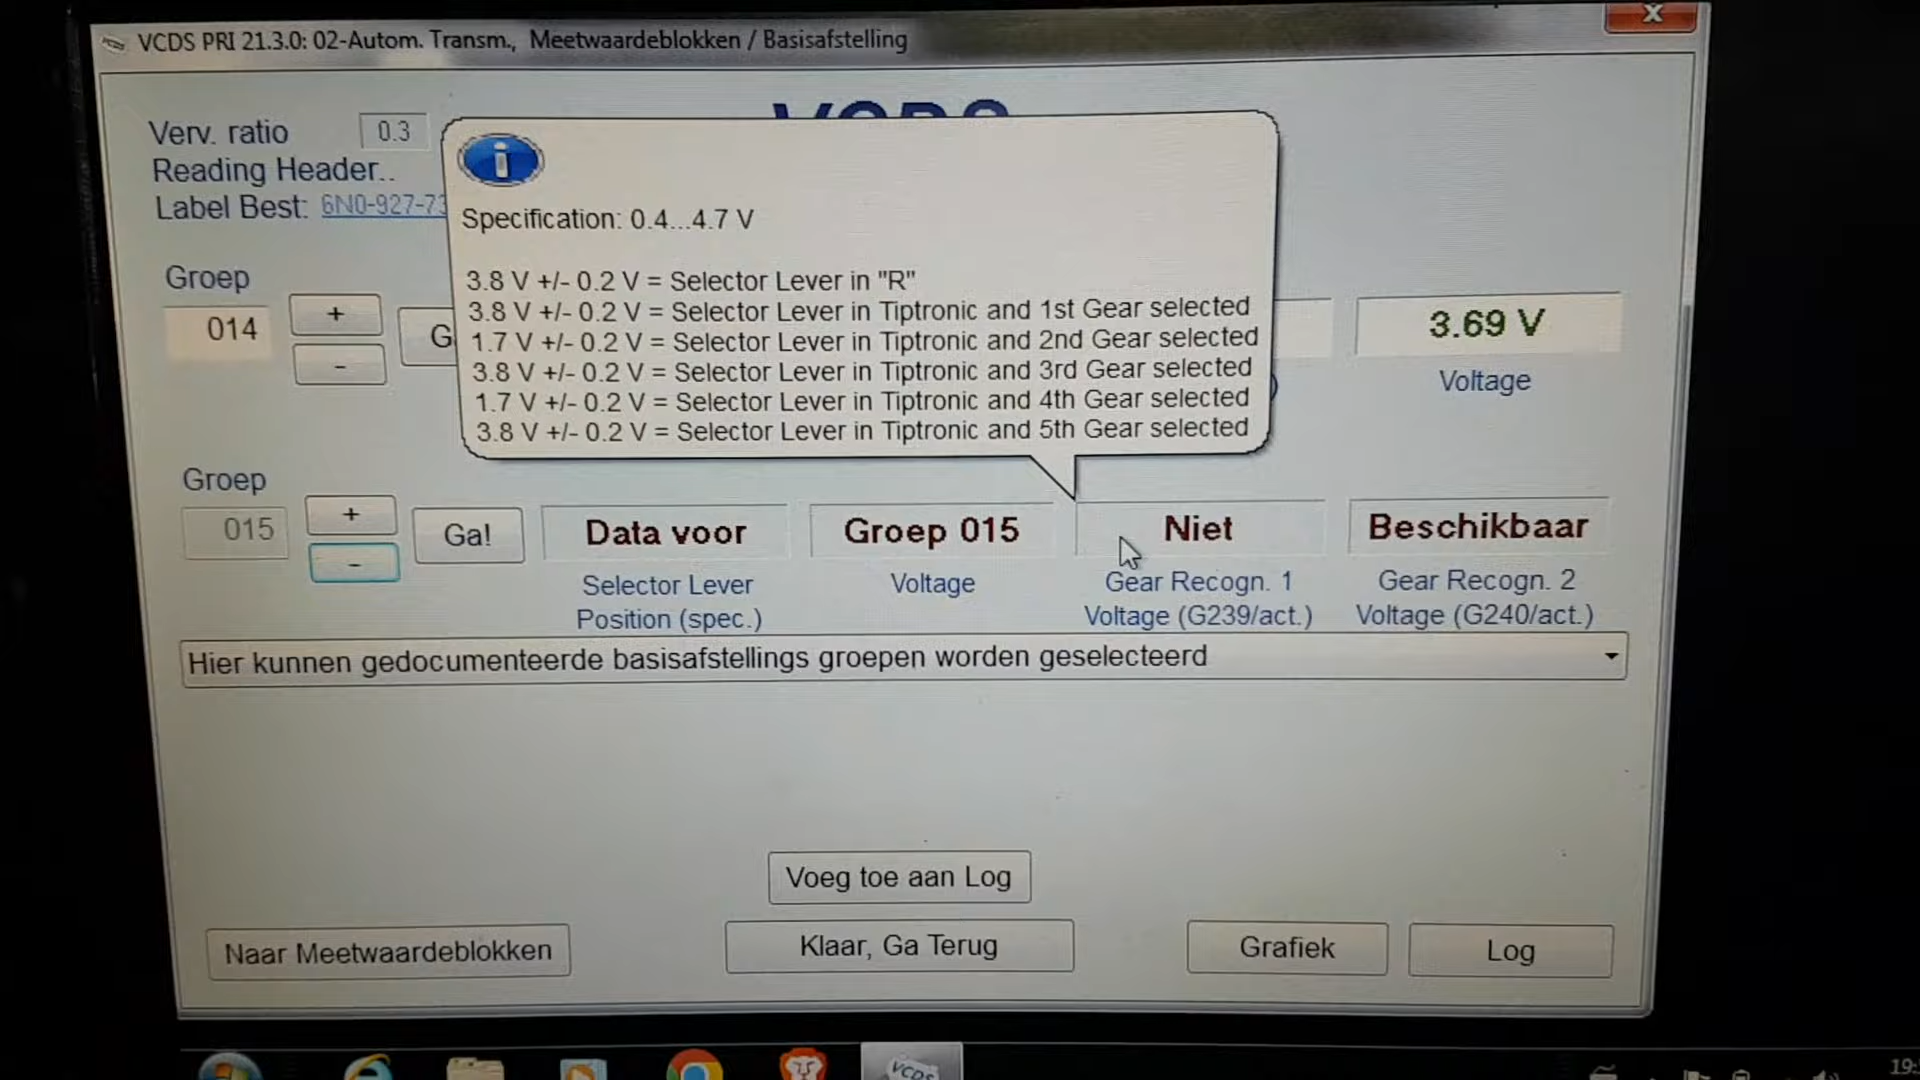 VCDS PRI 21.3.0: 02-Autom. Transm., Meetwaardeblokken / Basisafstelling
x
VCDS
Verv. ratio 0.3
Reading Header..
Label Best: 6N0-927-73
Specification: 0.4...4.7 V
3.8 V +/- 0.2 V = Selector Lever in "R"
3.8 V +/- 0.2 V = Selector Lever in Tiptronic and 1st Gear selected
1.7 V +/- 0.2 V = Selector Lever in Tiptronic and 2nd Gear selected
3.8 V +/- 0.2 V = Selector Lever in Tiptronic and 3rd Gear selected
1.7 V +/- 0.2 V = Selector Lever in Tiptronic and 4th Gear selected
3.8 V +/- 0.2 V = Selector Lever in Tiptronic and 5th Gear selected
Groep
014 + - G
3.69 V
Voltage
Groep
015 + - Ga!
Data voor Groep 015 Niet Beschikbaar
Selector Lever Voltage Gear Recogn. 1 Gear Recogn. 2
Position (spec.) Voltage (G239/act.) Voltage (G240/act.)
Hier kunnen gedocumenteerde basisafstellings groepen worden geselecteerd
Voeg toe aan Log
Naar Meetwaardeblokken Klaar, Ga Terug Grafiek Log
VCDS
19: